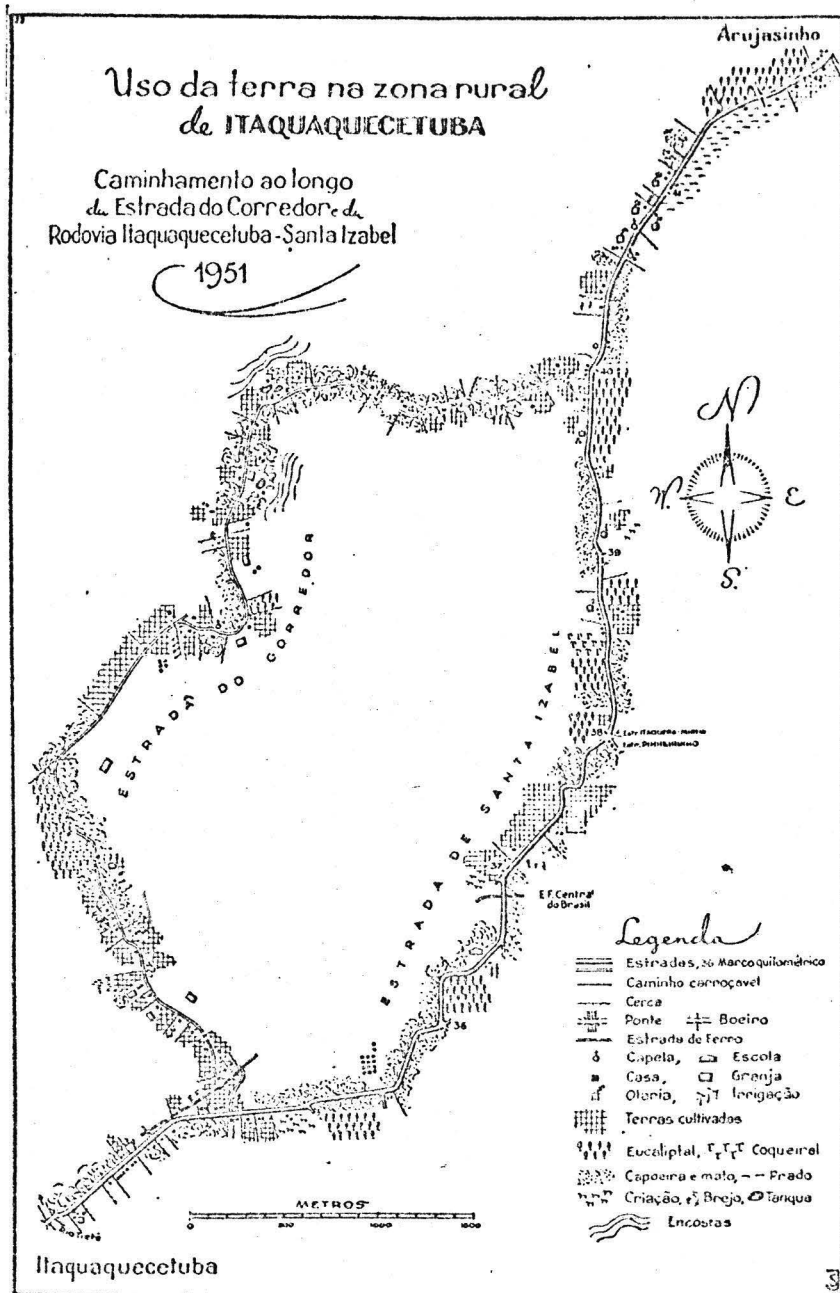 Arujasinho
Uso da terra na zona rural
de ITAQUAQUECETUBA
Caminhamento ao longo
da Estrada do Corredor e da
Rodovia Itaquaquecetuba-Santa Izabel
1951
N
W.
E
S.
39
ESTRADA DO CORREDOR
ESTRADA DE SANTA IZABEL
38
37
E.F. Central
do Brasil
36
Legenda
Estradas, 36 Marco quilométrico
Caminho carroçavel
Cerca
Ponte Boeiro
Estrada de Ferro
Capela, Escola
Casa, Granja
Olaria, Irrigação
Terras cultivadas
Eucaliptal, Coqueiral
Capoeira e mato, Prado
Criação, Brejo, Tanque
Encostas
METROS
0 500 1000 1500
Itaquaquecetuba